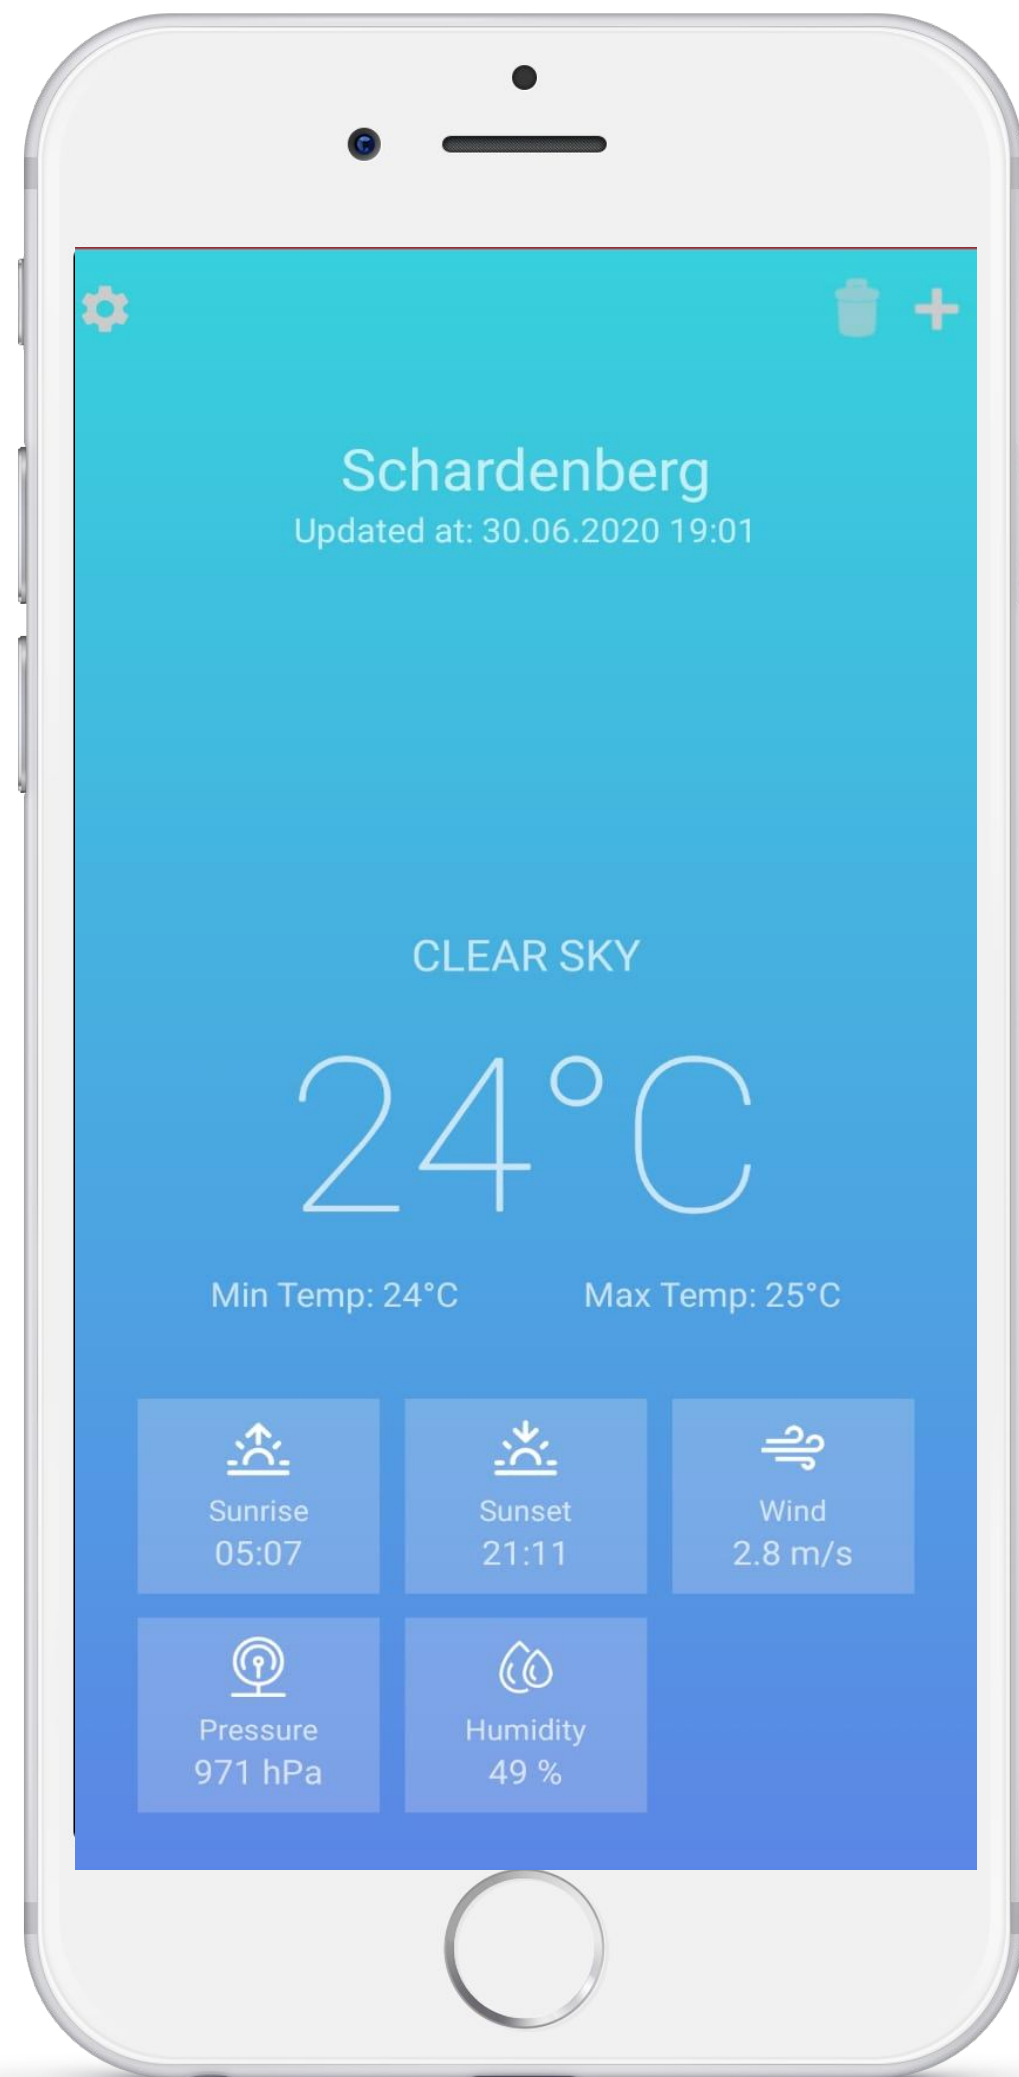 Schardenberg
Updated at: 30.06.2020 19:01
CLEAR SKY
24°C
Min Temp: 24°C Max Temp: 25°C
Sunrise
05:07
Sunset
21:11
Wind
2.8 m/s
Pressure
971 hPa
Humidity
49 %